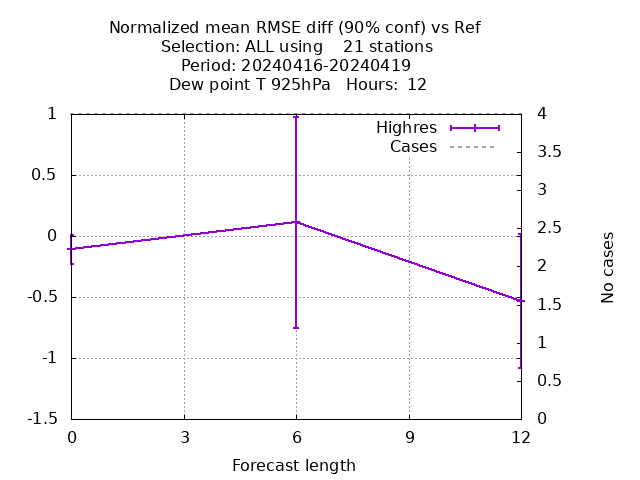 Normalized mean RMSE diff (90% conf) vs Ref
Selection: ALL using    21 stations
Period: 20240416-20240419
Dew point T 925hPa   Hours:  12
Highres
Cases
1
0.5
0
-0.5
-1
-1.5
4
3.5
3
2.5
2
1.5
1
0.5
0
No cases
0 3 6 9 12
Forecast length